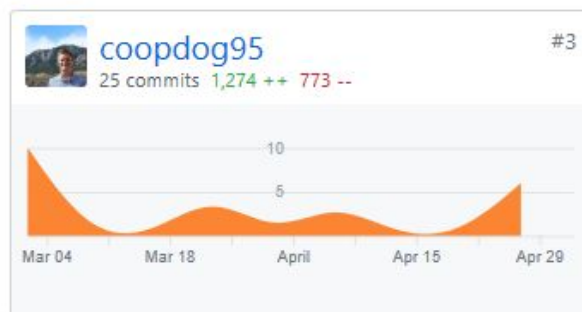 coopdog95
#3
25 commits 1,274 ++ 773 --
10
5
Mar 04 Mar 18 April Apr 15 Apr 29